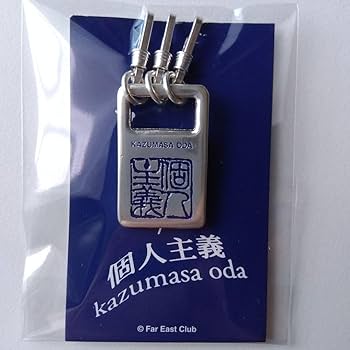 KAZUMASA ODA
個人
主義
個人主義
kazumasa oda
© Far East Club